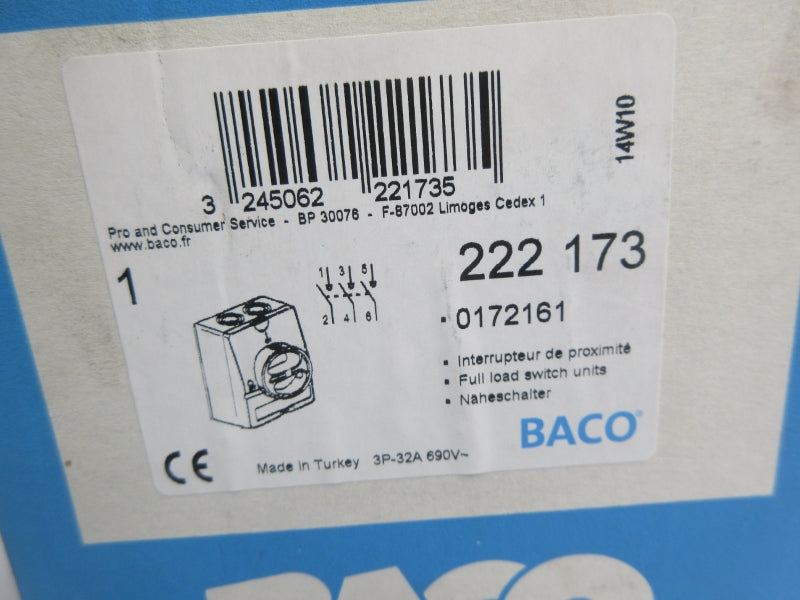 14W10
3 245062 221735
Pro and Consumer Service - BP 30076 - F-87002 Limoges Cedex 1
www.baco.fr
1
222 173
1 3 5
2 4 6
• 0172161
• Interrupteur de proximité
• Full load switch units
• Näheschalter
BACO®
CE
Made in Turkey 3P-32A 690V~
BACO